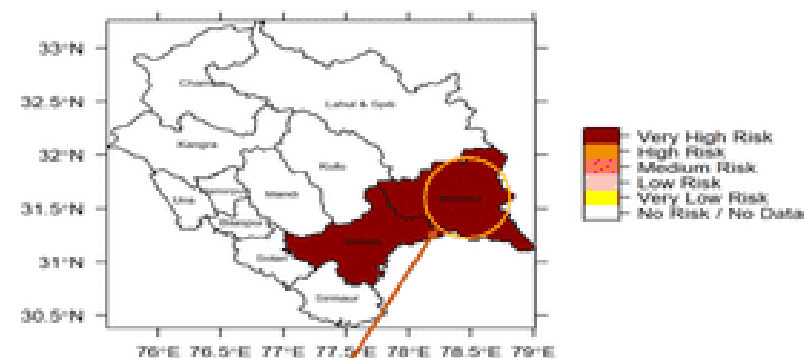 33°N
32.5°N
32°N
31.5°N
31°N
30.5°N
76°E 76.5°E 77°E 77.5°E 78°E 78.5°E 79°E
Lahul & Spiti
Kangra
Kullu
Mandi
Una
Solan
Sirmaur
Very High Risk
High Risk
Medium Risk
Low Risk
Very Low Risk
No Risk / No Data